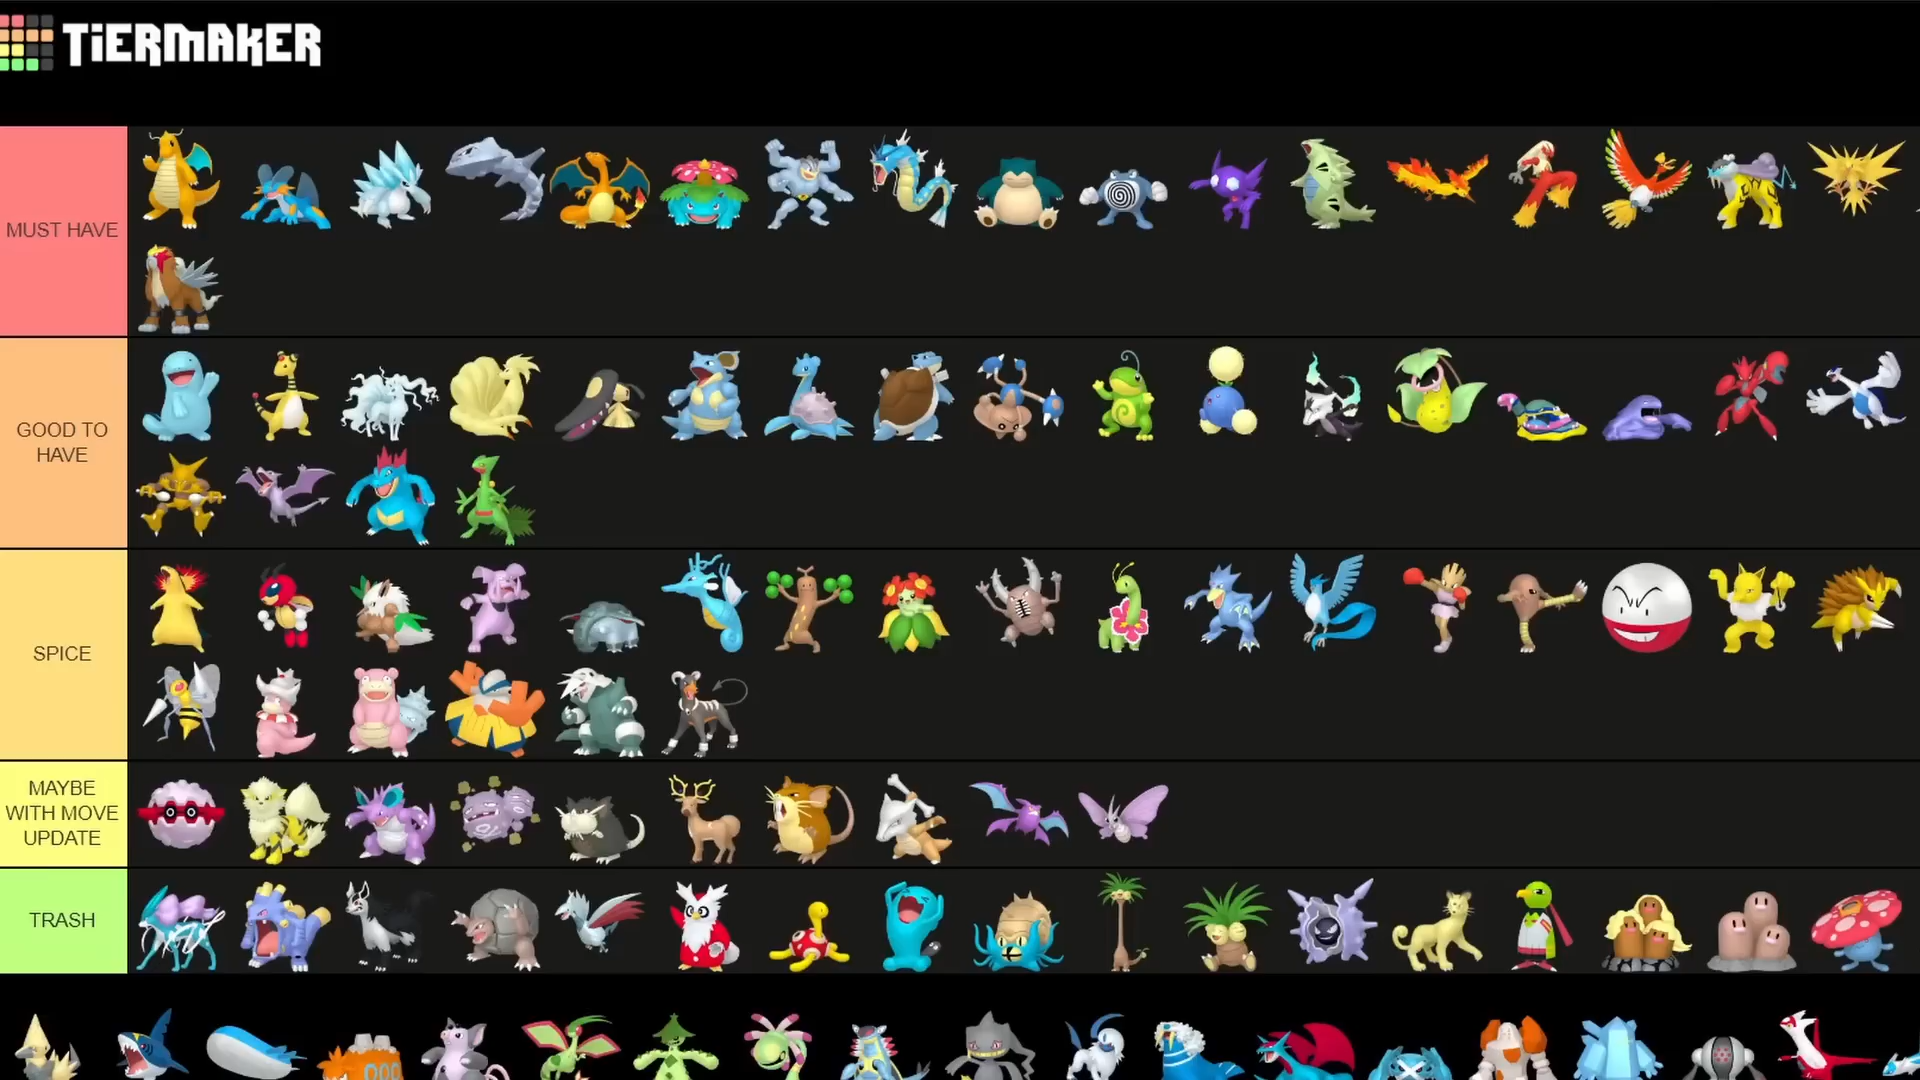 TiERMAKER
MUST HAVE
GOOD TO
HAVE
SPICE
MAYBE
WITH MOVE
UPDATE
TRASH